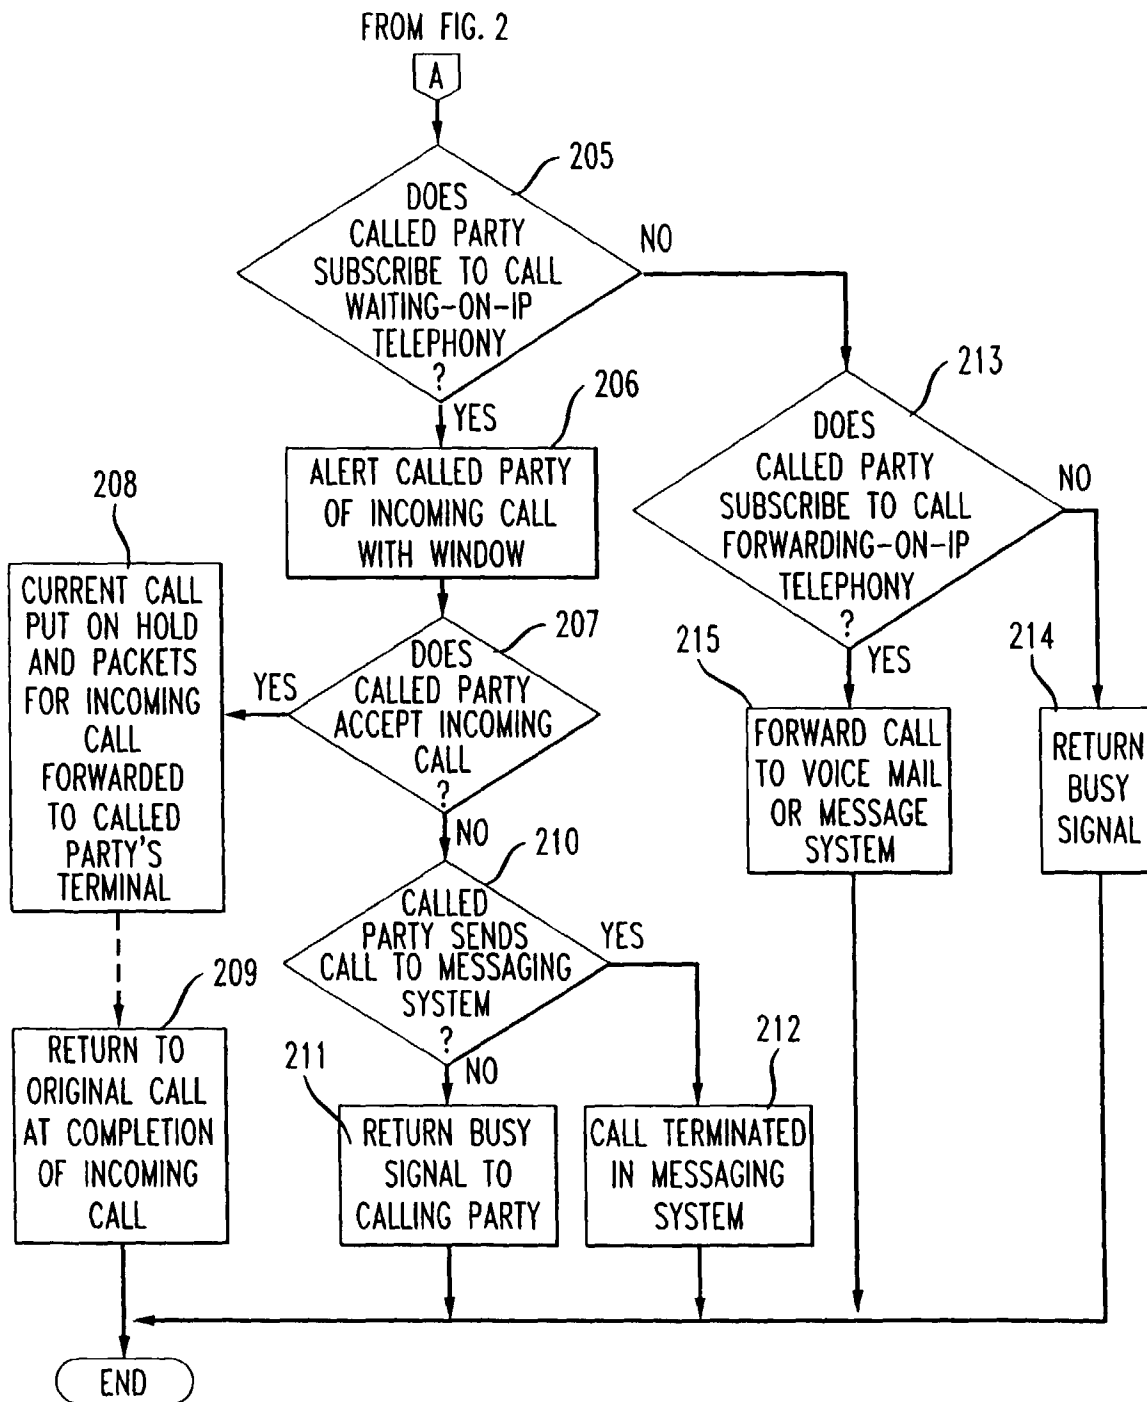 FROM FIG. 2
A
205
DOES
CALLED PARTY
SUBSCRIBE TO CALL
WAITING-ON-IP
TELEPHONY
?
NO
YES
206
ALERT CALLED PARTY
OF INCOMING CALL
WITH WINDOW
213
DOES
CALLED PARTY
SUBSCRIBE TO CALL
FORWARDING-ON-IP
TELEPHONY
?
NO
YES
208
CURRENT CALL
PUT ON HOLD
AND PACKETS
FOR INCOMING
CALL
FORWARDED
TO CALLED
PARTY'S
TERMINAL
207
DOES
CALLED PARTY
ACCEPT INCOMING
CALL
?
YES
NO
215
FORWARD CALL
TO VOICE MAIL
OR MESSAGE
SYSTEM
214
RETURN
BUSY
SIGNAL
210
CALLED
PARTY SENDS
CALL TO MESSAGING
SYSTEM
?
YES
NO
209
RETURN TO
ORIGINAL CALL
AT COMPLETION
OF INCOMING
CALL
211
RETURN BUSY
SIGNAL TO
CALLING PARTY
212
CALL TERMINATED
IN MESSAGING
SYSTEM
END